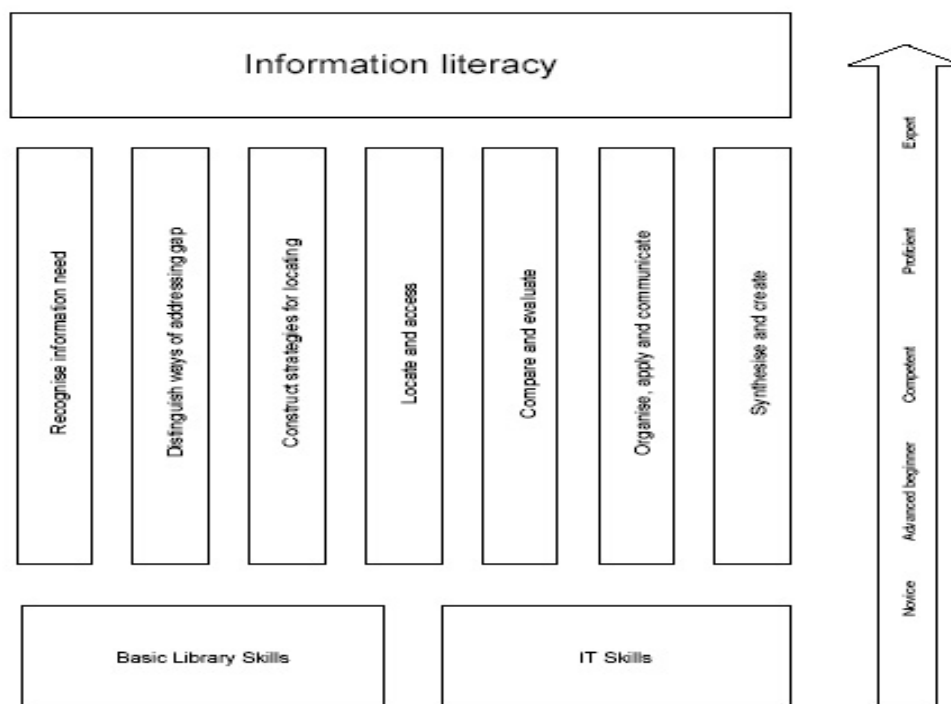 Information literacy
Recognise information need
Distinguish ways of addressing gap
Construct strategies for locating
Locate and access
Compare and evaluate
Organise, apply and communicate
Synthesise and create
Basic Library Skills
IT Skills
Expert
Proficient
Competent
Advanced beginner
Novice